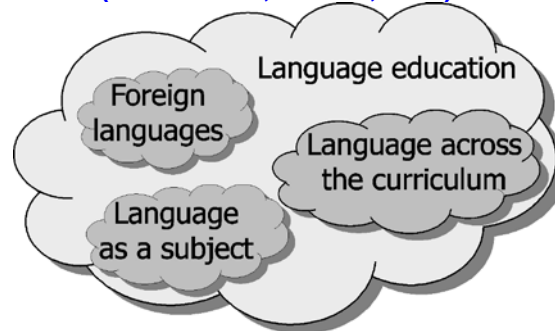 Language education
Foreign
languages
Language across
the curriculum
Language
as a subject